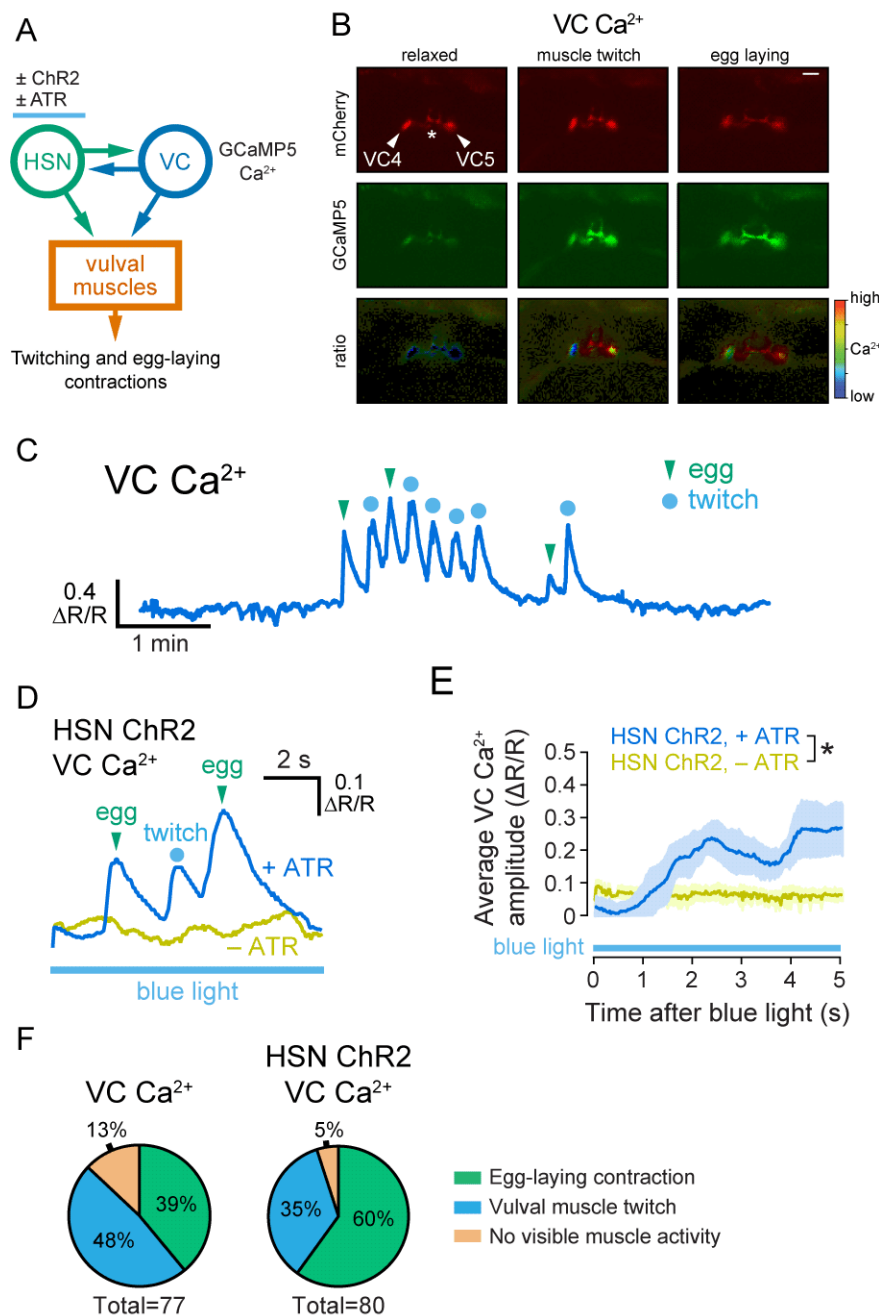 A
± ChR2
± ATR
HSN
VC
GCaMP5
Ca²⁺
vulval
muscles
Twitching and egg-laying
contractions
B
VC Ca²⁺
relaxed
muscle twitch
egg laying
mCherry
VC4
*
VC5
GCaMP5
ratio
high
Ca²⁺
low
C
VC Ca²⁺
egg
twitch
0.4
ΔR/R
1 min
D
HSN ChR2
VC Ca²⁺
2 s
0.1
ΔR/R
egg
twitch
egg
+ ATR
– ATR
blue light
E
Average VC Ca²⁺
amplitude (ΔR/R)
HSN ChR2, + ATR
HSN ChR2, – ATR
*
0.5
0.4
0.3
0.2
0.1
0
blue light
0 1 2 3 4 5
Time after blue light (s)
F
VC Ca²⁺
13%
39%
48%
Total=77
HSN ChR2
VC Ca²⁺
5%
35%
60%
Total=80
Egg-laying contraction
Vulval muscle twitch
No visible muscle activity